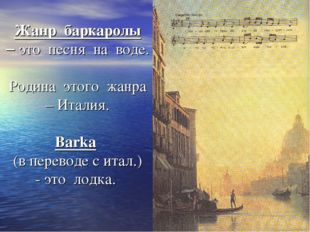 Жанр баркаролы
– это песня на воде.
Родина этого жанра
– Италия.
Barka
(в переводе с итал.)
- это лодка.